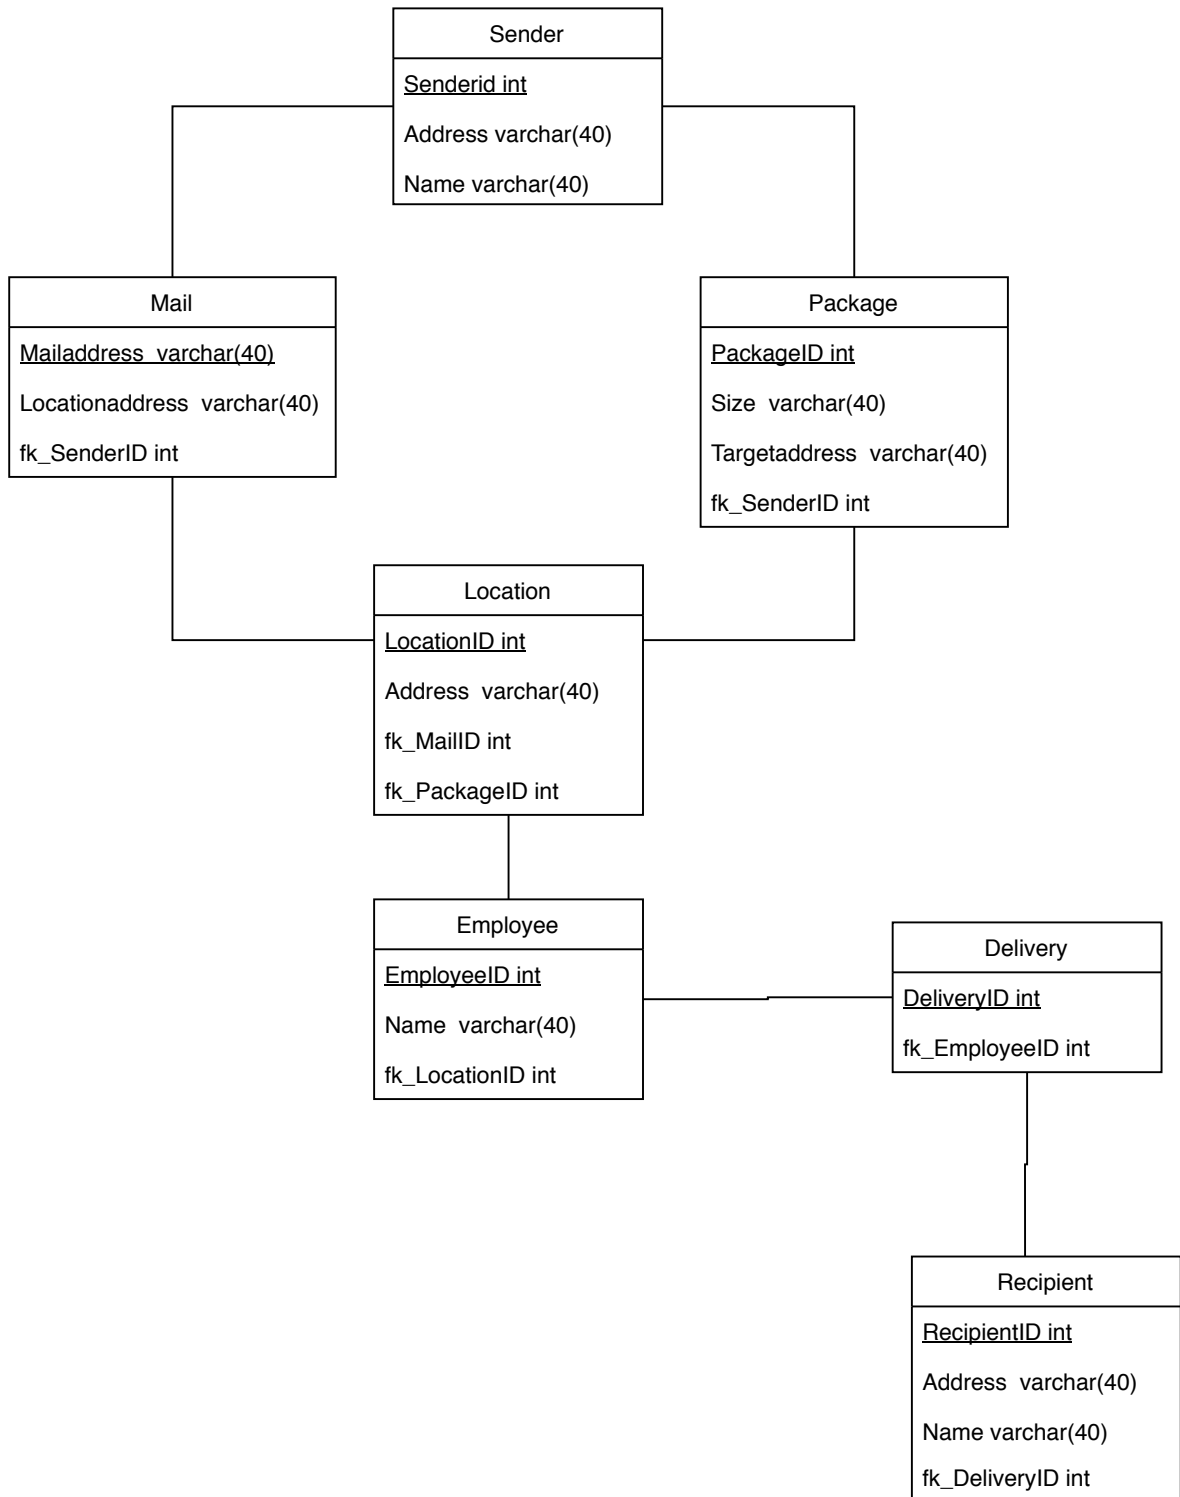 Sender
Senderid int
Address varchar(40)
Name varchar(40)
Mail
Mailaddress  varchar(40)
Locationaddress  varchar(40)
fk_SenderID int
Package
PackageID int
Size  varchar(40)
Targetaddress  varchar(40)
fk_SenderID int
Location
LocationID int
Address  varchar(40)
fk_MailID int
fk_PackageID int
Employee
EmployeeID int
Name  varchar(40)
fk_LocationID int
Delivery
DeliveryID int
fk_EmployeeID int
Recipient
RecipientID int
Address  varchar(40)
Name varchar(40)
fk_DeliveryID int